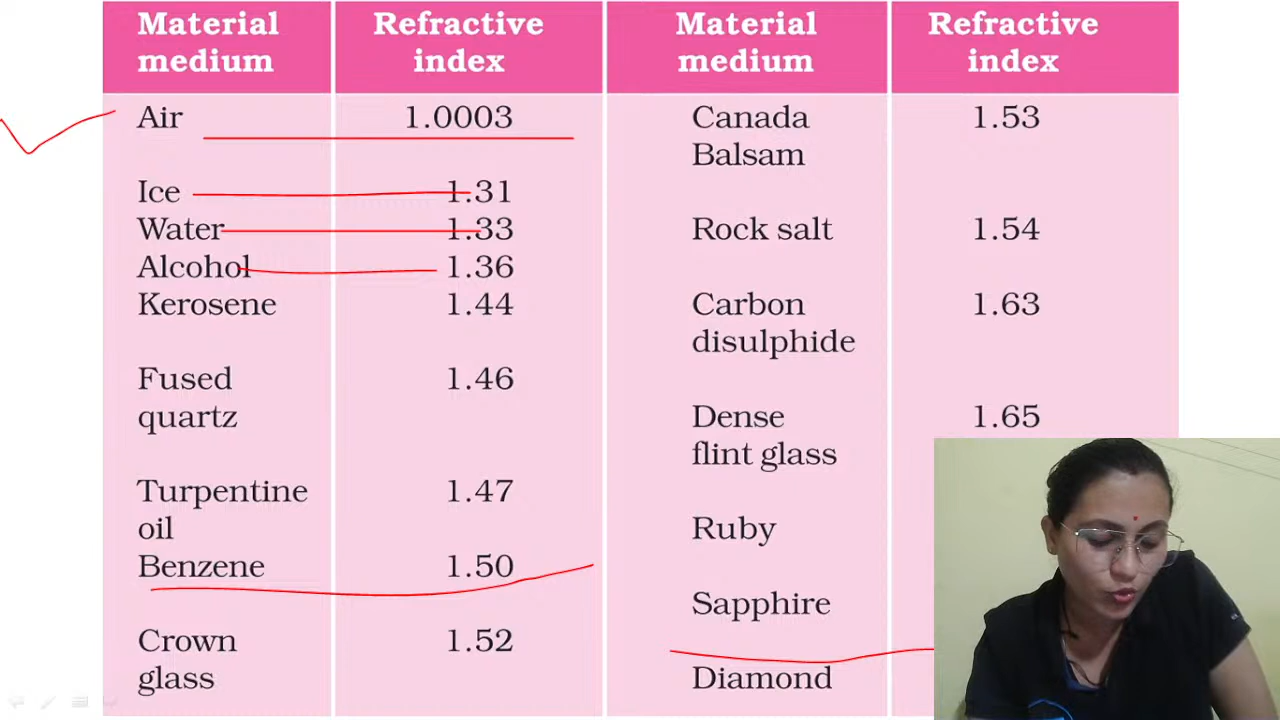 Material Refractive Material Refractive
medium index medium index
Air 1.0003 Canada 1.53
Balsam
Ice 1.31
Water 1.33 Rock salt 1.54
Alcohol 1.36
Kerosene 1.44 Carbon 1.63
disulphide
Fused 1.46
quartz Dense 1.65
flint glass
Turpentine 1.47
oil Ruby
Benzene 1.50
Sapphire
Crown 1.52
glass Diamond